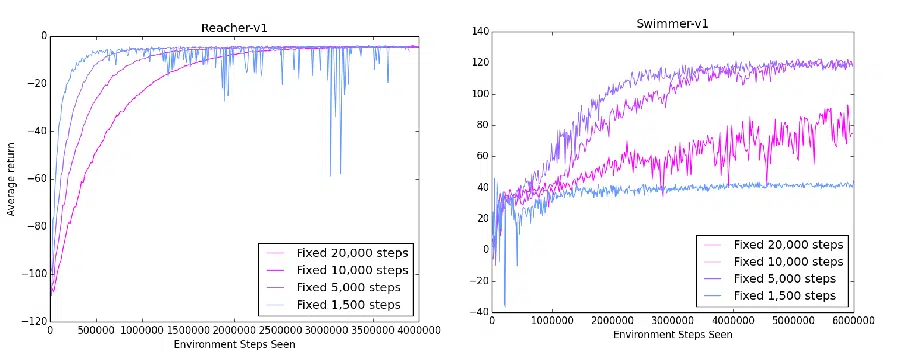 Reacher-v1
0
−20
−40
−60
−80
−100
−120
Average return
0 500000 1000000 1500000 2000000 2500000 3000000 3500000 4000000
Environment Steps Seen
Fixed 20,000 steps
Fixed 10,000 steps
Fixed 5,000 steps
Fixed 1,500 steps
Swimmer-v1
140
120
100
80
60
40
20
0
−20
−40
0 1000000 2000000 3000000 4000000 5000000 6000000
Environment Steps Seen
Fixed 20,000 steps
Fixed 10,000 steps
Fixed 5,000 steps
Fixed 1,500 steps